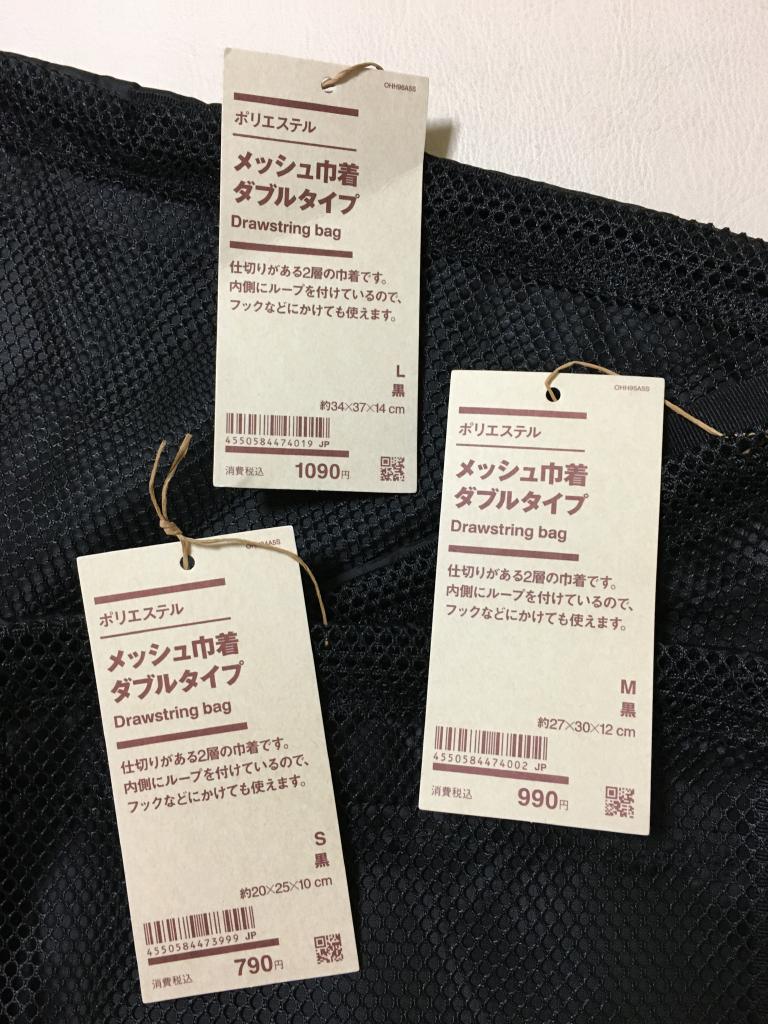 OHH96A5S
ポリエステル
メッシュ巾着
ダブルタイプ
Drawstring bag
仕切りがある2層の巾着です。
内側にループを付けているので、
フックなどにかけても使えます。
L
黒
約34×37×14 cm
4550584474019 JP
消費税込 1090円
OHH95A5S
ポリエステル
メッシュ巾着
ダブルタイプ
Drawstring bag
仕切りがある2層の巾着です。
内側にループを付けているので、
フックなどにかけても使えます。
M
黒
約27×30×12 cm
4550584474002 JP
消費税込 990円
ポリエステル
メッシュ巾着
ダブルタイプ
Drawstring bag
仕切りがある2層の巾着です。
内側にループを付けているので、
フックなどにかけても使えます。
S
黒
約20×25×10 cm
4550584473999 JP
消費税込 790円